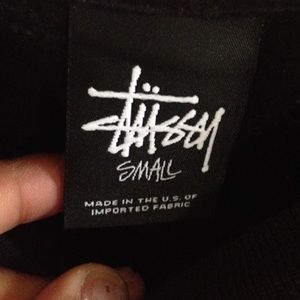 Stüssy
SMALL
MADE IN THE U.S. OF
IMPORTED FABRIC